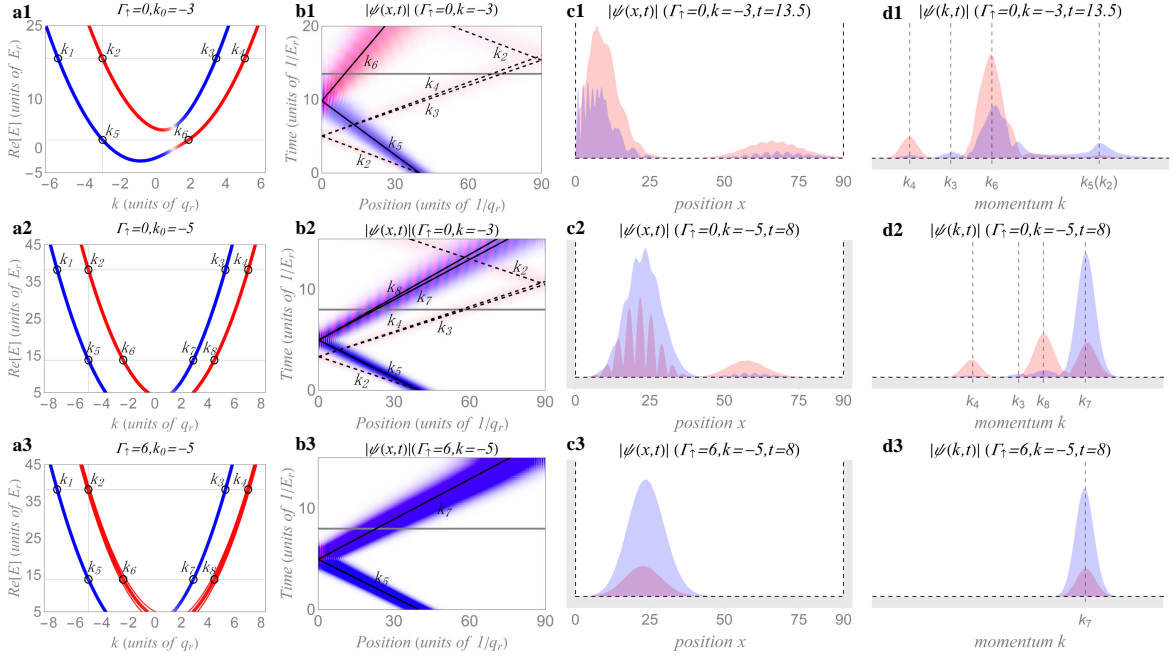 a1 Γ↑=0,k₀=−3
Re[E] (units of Eᵣ)
25
10
0
−5
k₁ k₂ k₃ k₄
k₅ k₆
−6 −4 −2 0 2 4 6
k (units of qᵣ)
b1 |ψ(x,t)| (Γ↑=0,k=−3)
Time (units of 1/Eᵣ)
20
10
0
k₆ k₂
k₄
k₃
k₅
k₂
0 30 60 90
Position (units of 1/qᵣ)
c1 |ψ(x,t)| (Γ↑=0,k=−3,t=13.5)
0 25 50 75 90
position x
d1 |ψ(k,t)| (Γ↑=0,k=−3,t=13.5)
k₄ k₃ k₆ k₅(k₂)
momentum k
a2 Γ↑=0,k₀=−5
Re[E] (units of Eᵣ)
45
35
25
15
5
k₁ k₂ k₃ k₄
k₅ k₆ k₇ k₈
−8 −6 −4 −2 0 2 4 6 8
k (units of qᵣ)
b2 |ψ(x,t)|(Γ↑=0,k=−3)
Time (units of 1/Eᵣ)
10
0
k₂
k₈
k₇
k₄
k₃
k₅
k₂
0 30 60 90
Position (units of 1/qᵣ)
c2 |ψ(x,t)| (Γ↑=0,k=−5,t=8)
0 25 50 75 90
position x
d2 |ψ(k,t)| (Γ↑=0,k=−5,t=8)
k₄ k₃ k₈ k₇
momentum k
a3 Γ↑=6,k₀=−5
Re[E] (units of Eᵣ)
45
35
25
15
5
k₁ k₂ k₃ k₄
k₅ k₆ k₇ k₈
−8 −6 −4 −2 0 2 4 6 8
k (units of qᵣ)
b3 |ψ(x,t)|(Γ↑=6,k=−5)
Time (units of 1/Eᵣ)
10
0
k₇
k₅
0 30 60 90
Position (units of 1/qᵣ)
c3 |ψ(x,t)| (Γ↑=6,k=−5,t=8)
0 25 50 75 90
position x
d3 |ψ(k,t)| (Γ↑=6,k=−5,t=8)
k₇
momentum k